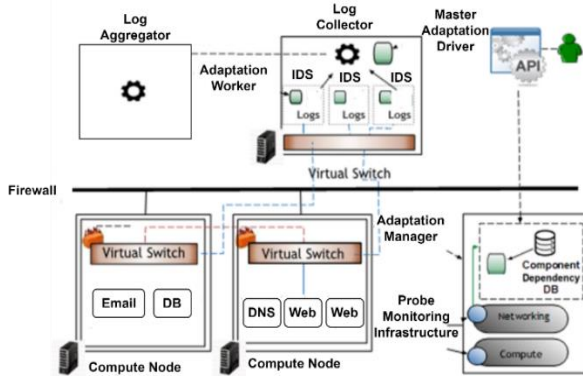 Log
Aggregator
Log
Collector
Master
Adaptation
Driver
API
Adaptation
Worker
IDS
IDS
IDS
Logs
Logs
Logs
Virtual Switch
Firewall
Virtual Switch
Virtual Switch
Email
DB
DNS
Web
Web
Compute Node
Compute Node
Adaptation
Manager
Component
Dependency
DB
Probe
Monitoring
Infrastructure
Networking
Compute